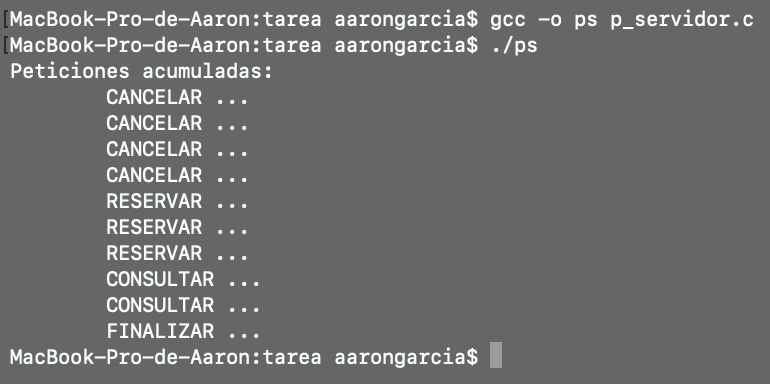 [MacBook-Pro-de-Aaron:tarea aarongarcia$ gcc -o ps p_servidor.c
[MacBook-Pro-de-Aaron:tarea aarongarcia$ ./ps
Peticiones acumuladas:
CANCELAR ...
CANCELAR ...
CANCELAR ...
CANCELAR ...
RESERVAR ...
RESERVAR ...
RESERVAR ...
CONSULTAR ...
CONSULTAR ...
FINALIZAR ...
MacBook-Pro-de-Aaron:tarea aarongarcia$